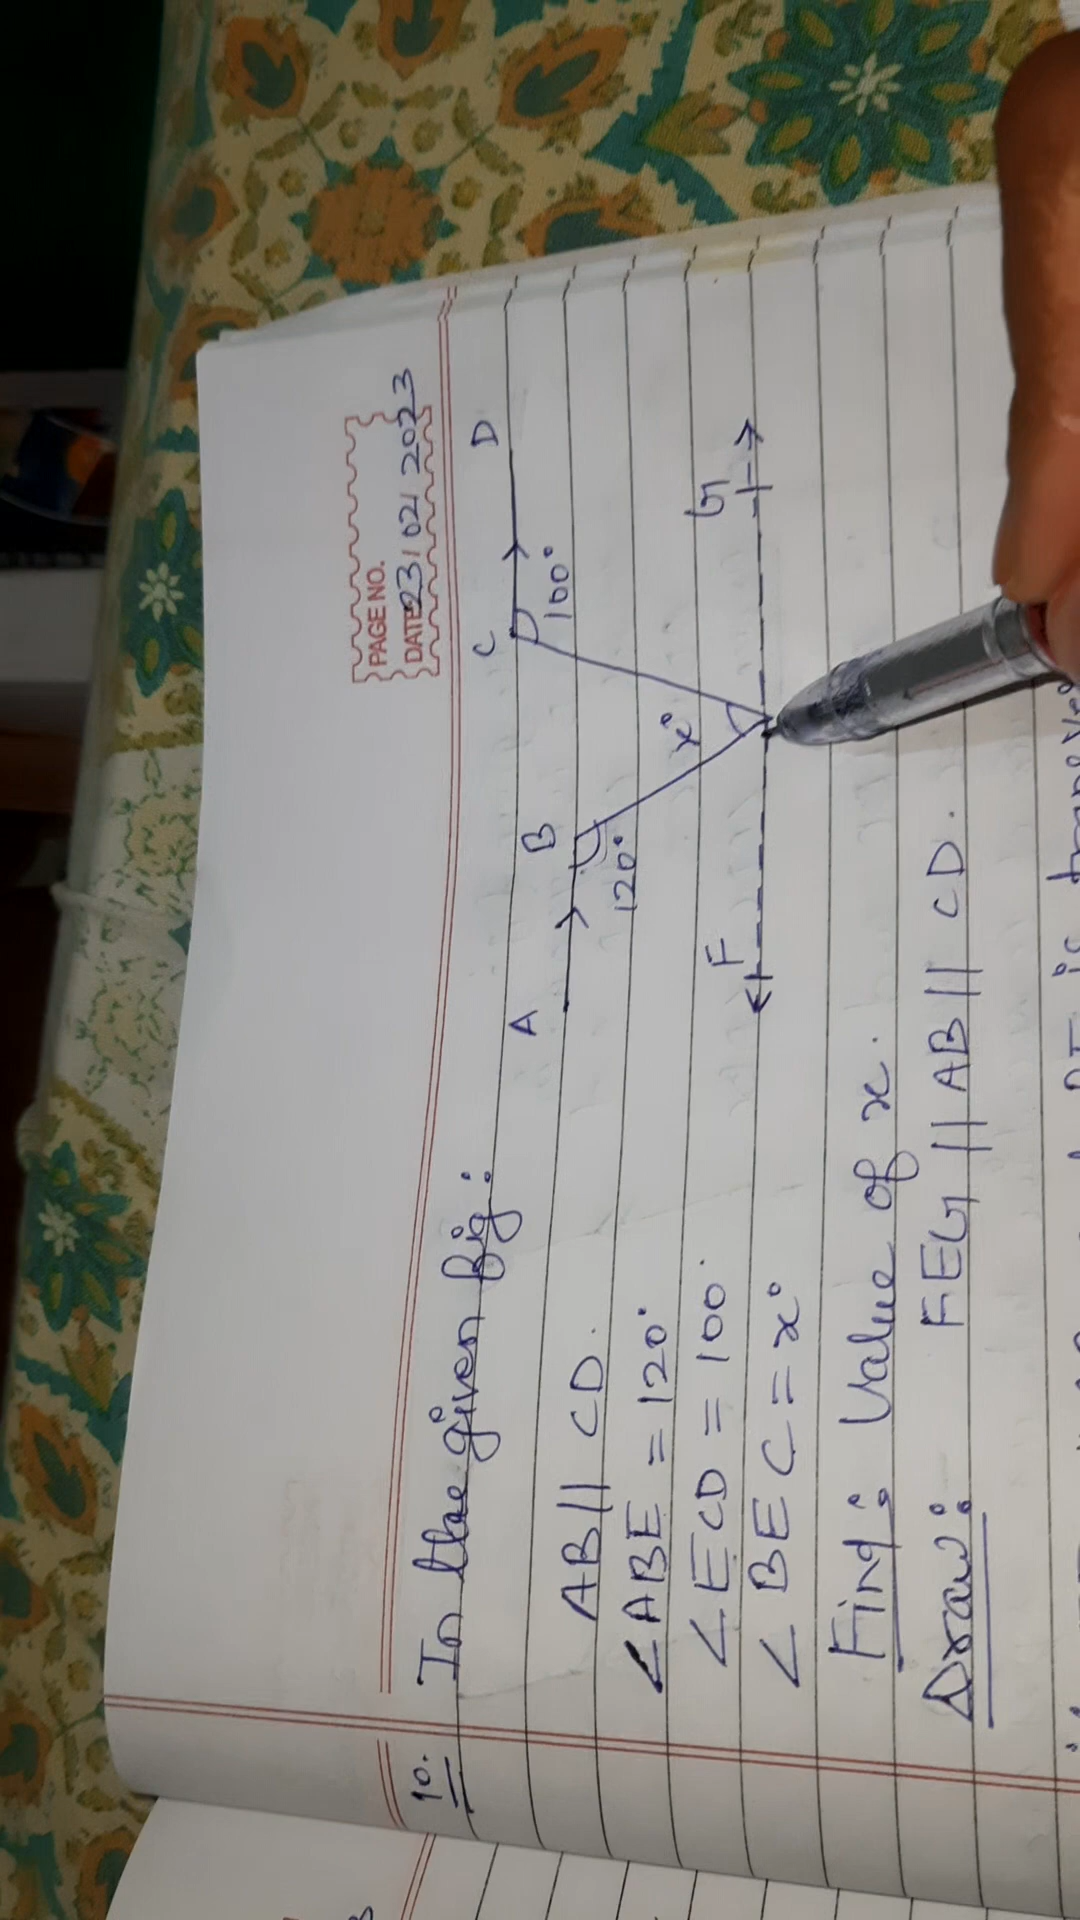 PAGE NO.
DATE 23/02/2023
10. In the given fig:
A B C D
120° x° 100°
F G
AB || CD.
∠ABE = 120°
∠ECD = 100°
∠BEC = x°
Find: Value of x.
Draw: FEG || AB || CD.
is